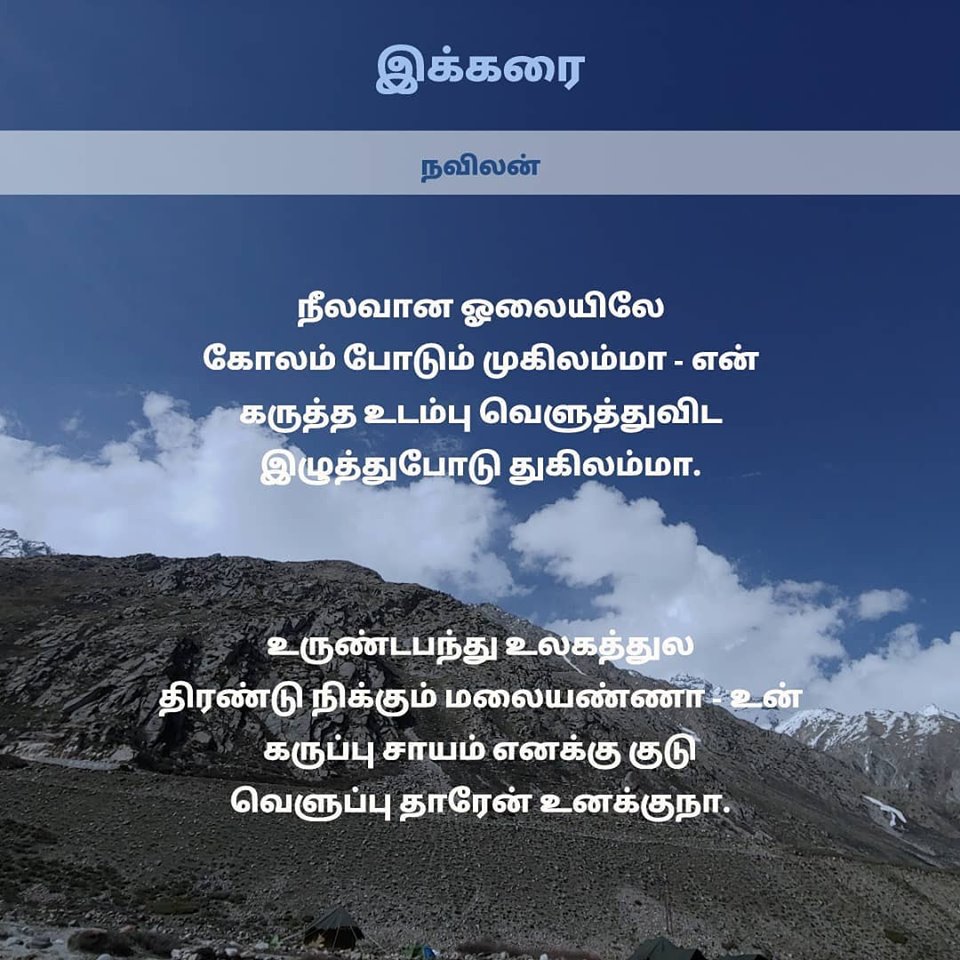 இக்கரை
நவிலன்
நீலவான ஓலையிலே
கோலம் போடும் முகிலம்மா - என்
கருத்த உடம்பு வெளுத்துவிட
இழுத்துபோடு துகிலம்மா.
உருண்டபந்து உலகத்துல
திரண்டு நிக்கும் மலையண்ணா - உன்
கருப்பு சாயம் எனக்கு குடு
வெளுப்பு தாரேன் உனக்குநா.